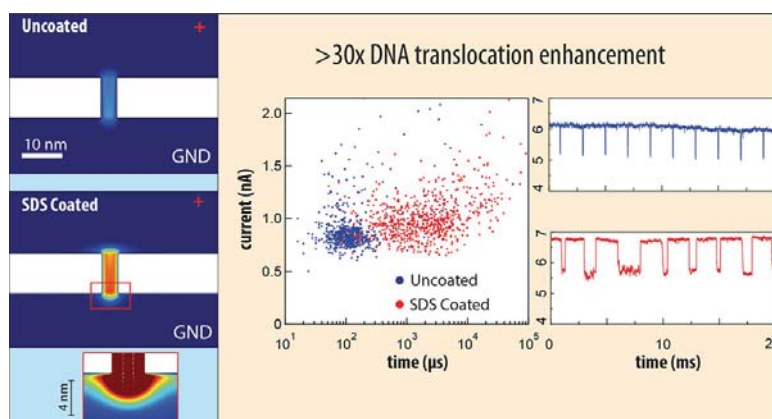 Uncoated
+
10 nm
GND
SDS Coated
+
GND
4 nm
>30x DNA translocation enhancement
current (nA)
2.0
1.5
1.0
0.5
0
10¹
10²
10³
10⁴
10⁵
time (µs)
Uncoated
SDS Coated
7
6
5
4
7
6
5
4
0
10
2
time (ms)